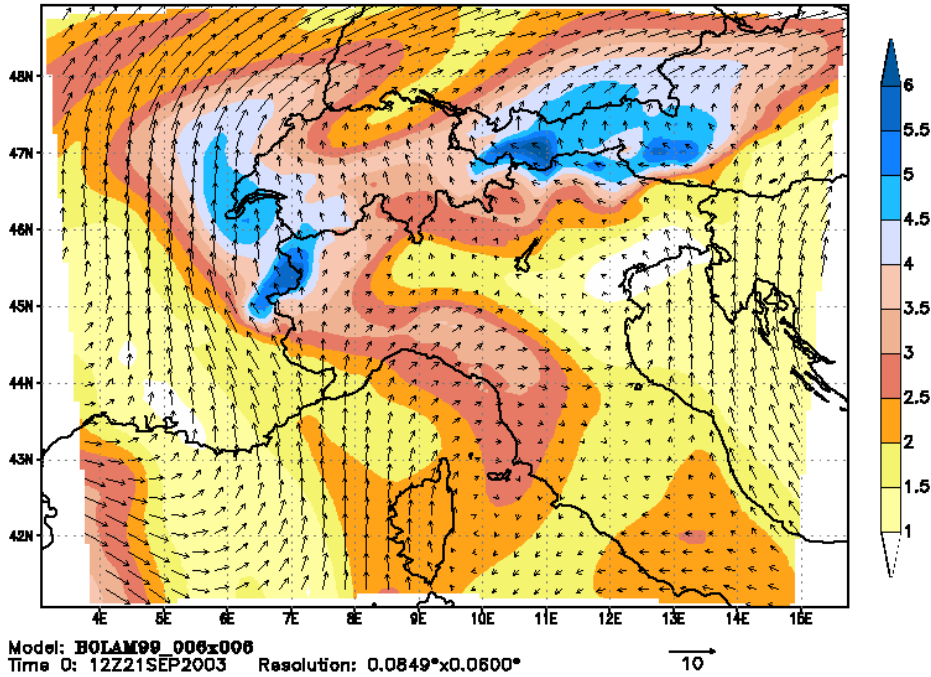 48N
47N
46N
45N
44N
43N
42N
4E 5E 6E 7E 8E 9E 10E 11E 12E 13E 14E 15E
6
5.5
5
4.5
4
3.5
3
2.5
2
1.5
1
Model: BOLAM99_006x006
Time 0: 12Z21SEP2003 Resolution: 0.0849°x0.0600°
10